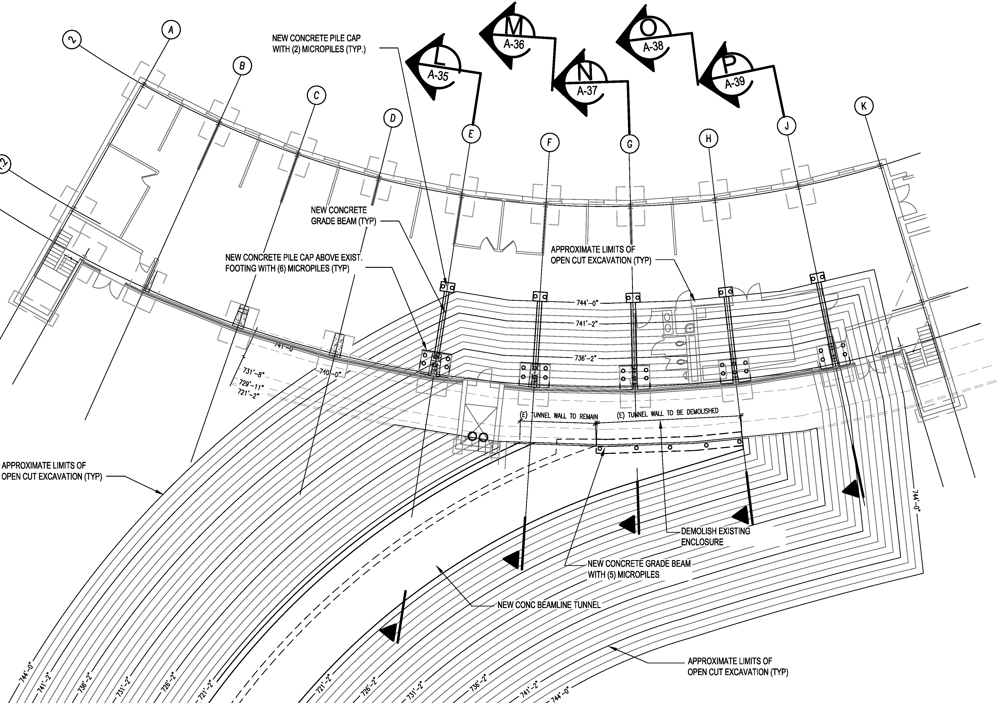 2
A
B
C
D
E
F
G
H
J
K
1.2
L
A-35
M
A-36
N
A-37
O
A-38
P
A-39
NEW CONCRETE PILE CAP
WITH (2) MICROPILES (TYP.)
NEW CONCRETE
GRADE BEAM (TYP)
NEW CONCRETE PILE CAP ABOVE EXIST.
FOOTING WITH (6) MICROPILES (TYP)
APPROXIMATE LIMITS OF
OPEN CUT EXCAVATION (TYP)
744'-0"
741'-2"
736'-2"
741'-0
740'-0"
731'-8"
729'-11"
721'-2"
(E) TUNNEL WALL TO REMAIN
(E) TUNNEL WALL TO BE DEMOLISHED
APPROXIMATE LIMITS OF
OPEN CUT EXCAVATION (TYP)
744'-0"
DEMOLISH EXISTING
ENCLOSURE
NEW CONCRETE GRADE BEAM
WITH (5) MICROPILES
NEW CONC BEAMLINE TUNNEL
APPROXIMATE LIMITS OF
OPEN CUT EXCAVATION (TYP)
744'-0"
741'-2"
736'-2"
731'-2"
726'-2"
721'-2"
721'-2"
726'-2"
731'-2"
736'-2"
741'-2"
744'-0"